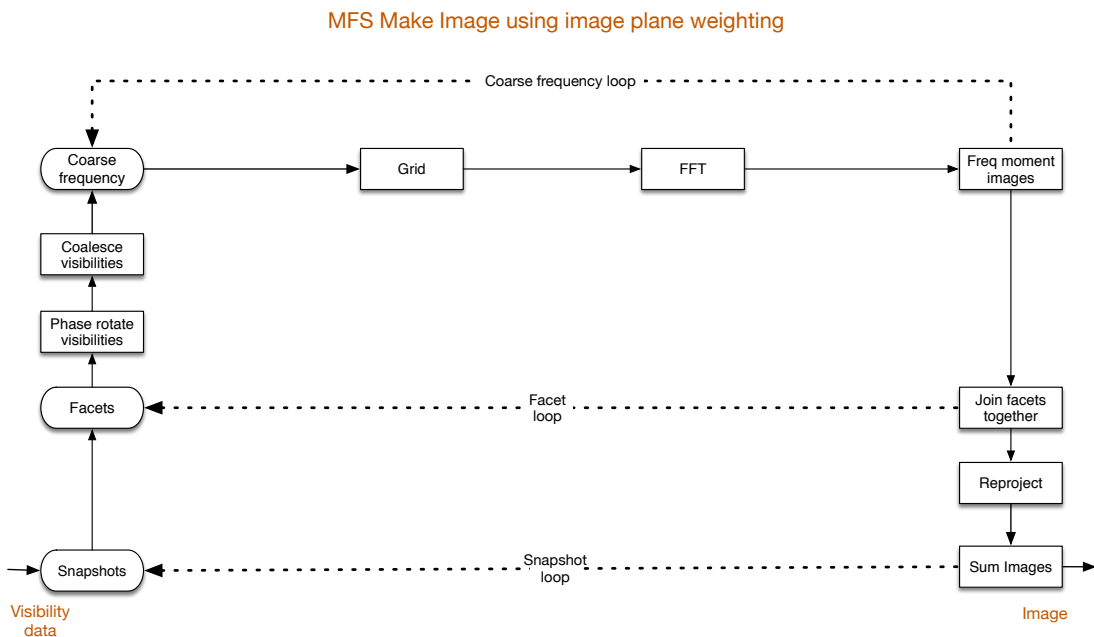 MFS Make Image using image plane weighting
Coarse frequency loop
Coarse
frequency
Grid
FFT
Freq moment
images
Coalesce
visibilities
Phase rotate
visibilities
Facets
Facet
loop
Join facets
together
Reproject
Snapshots
Snapshot
loop
Sum Images
Visibility
data
Image